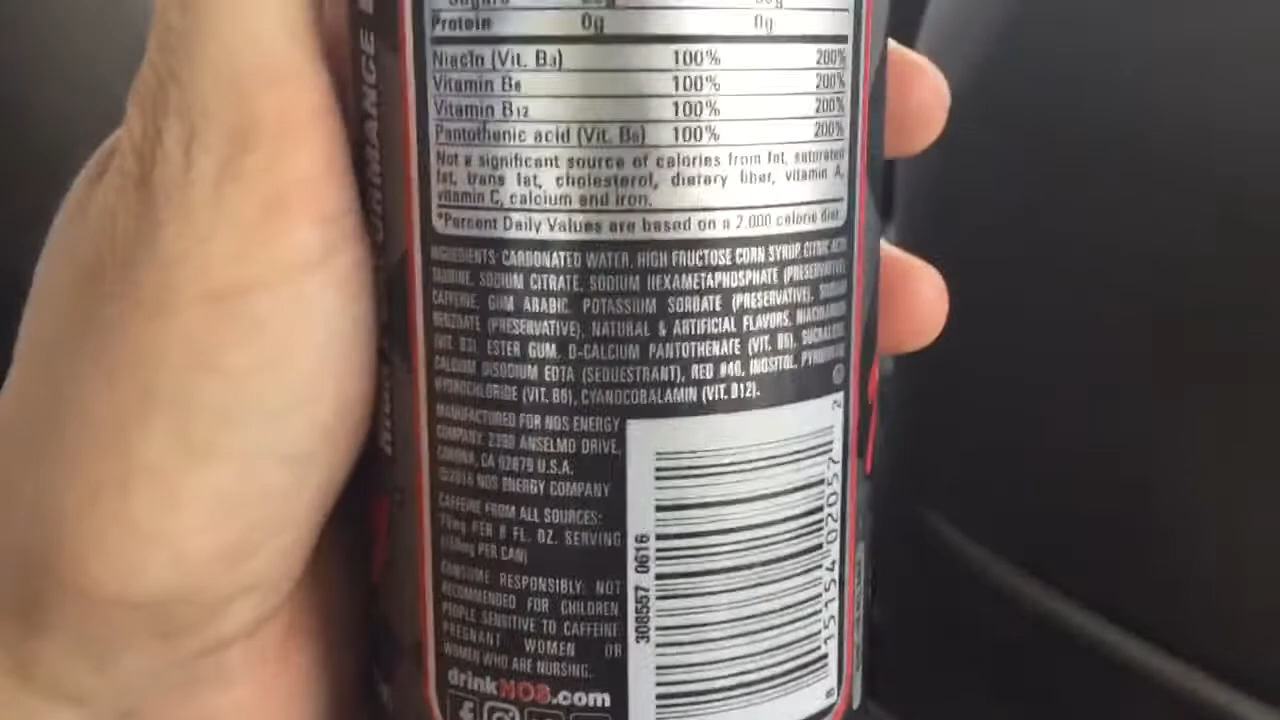 Protein 0g 0g
Niacin (Vit. B3) 100% 200%
Vitamin B6 100% 200%
Vitamin B12 100% 200%
Pantothenic acid (Vit. B5) 100% 200%
Not a significant source of calories from fat, saturated
fat, trans fat, cholesterol, dietary fiber, vitamin A,
vitamin C, calcium and iron.
*Percent Daily Values are based on a 2,000 calorie diet.
INGREDIENTS: CARBONATED WATER, HIGH FRUCTOSE CORN SYRUP, CITRIC ACID,
TAURINE, SODIUM CITRATE, SODIUM HEXAMETAPHOSPHATE (PRESERVATIVE),
CAFFEINE, GUM ARABIC, POTASSIUM SORBATE (PRESERVATIVE), SODIUM
BENZOATE (PRESERVATIVE), NATURAL & ARTIFICIAL FLAVORS, NIACINAMIDE
(VIT. B3), ESTER GUM, D-CALCIUM PANTOTHENATE (VIT. B5), SUCRALOSE,
CALCIUM DISODIUM EDTA (SEQUESTRANT), RED #40, INOSITOL, PYRIDOXINE
HYDROCHLORIDE (VIT. B6), CYANOCOBALAMIN (VIT. B12).
MANUFACTURED FOR NOS ENERGY
COMPANY, 2390 ANSELMO DRIVE,
CORONA, CA 92879 U.S.A.
©2016 NOS ENERGY COMPANY
CAFFEINE FROM ALL SOURCES:
PER 8 FL. OZ. SERVING
(160mg PER CAN)
CONSUME RESPONSIBLY: NOT
RECOMMENDED FOR CHILDREN
PEOPLE SENSITIVE TO CAFFEINE
PREGNANT WOMEN OR
WOMEN WHO ARE NURSING.
drinkNOS.com
308557 0616
8 15154 02057 2